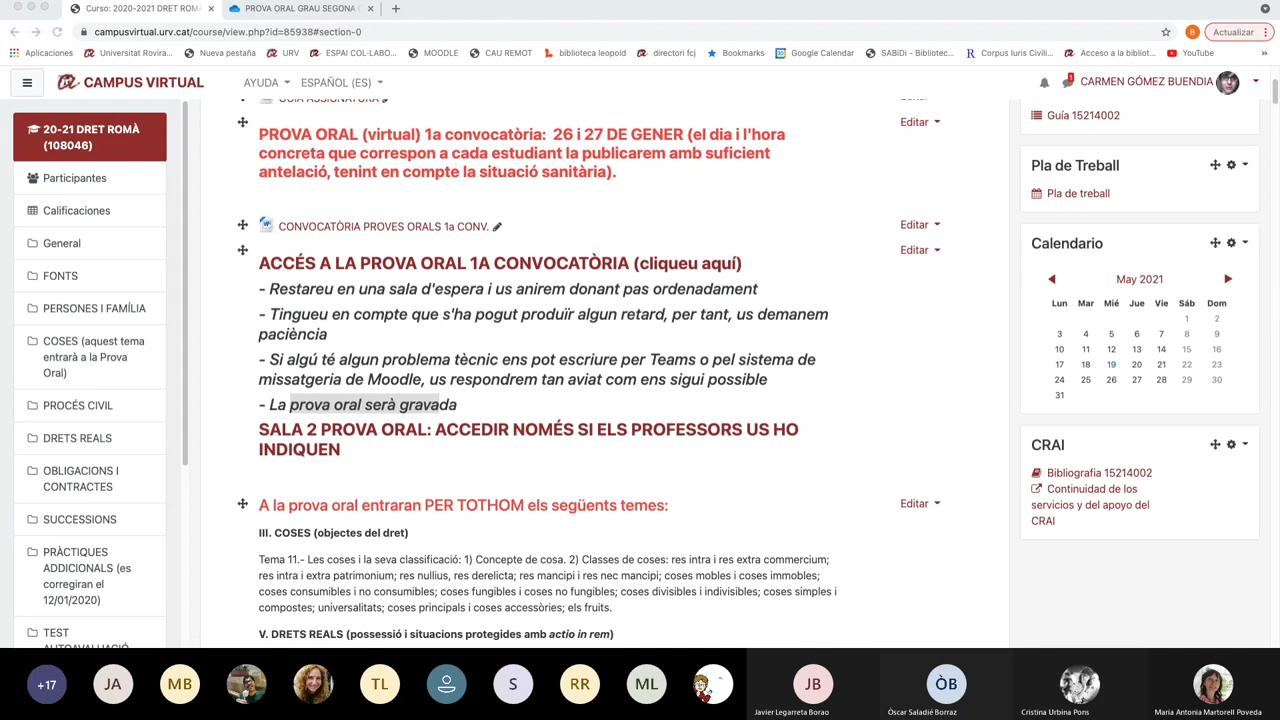 Curso: 2020-2021 DRET ROMÀ
PROVA ORAL GRAU SEGONA C
campusvirtual.urv.cat/course/view.php?id=85938#section-0
B
Actualizar
Aplicaciones
Universitat Rovira...
Nueva pestaña
URV
ESPAI COL·LABO...
MOODLE
CAU REMOT
biblioteca leopold
directori fcj
Bookmarks
Google Calendar
SABiDi - Bibliotec...
Corpus Iuris Civili...
Acceso a la bibliot...
YouTube
»
CAMPUS VIRTUAL
AYUDA
ESPAÑOL (ES)
1
CARMEN GÓMEZ BUENDIA
20-21 DRET ROMÀ
(108046)
Participantes
Calificaciones
General
FONTS
PERSONES I FAMÍLIA
COSES (aquest tema
entrarà a la Prova
Oral)
PROCÉS CIVIL
DRETS REALS
OBLIGACIONS I
CONTRACTES
SUCCESSIONS
PRÀCTIQUES
ADDICIONALS (es
corregiran el
12/01/2020)
TEST
AUTOAVALUACIÓ
GUIA ASSIGNATURA
Editar
PROVA ORAL (virtual) 1a convocatòria: 26 i 27 DE GENER (el dia i l'hora
concreta que correspon a cada estudiant la publicarem amb suficient
antelació, tenint en compte la situació sanitària).
Editar
CONVOCATÒRIA PROVES ORALS 1a CONV.
Editar
ACCÉS A LA PROVA ORAL 1A CONVOCATÒRIA (cliqueu aquí)
Editar
- Restareu en una sala d'espera i us anirem donant pas ordenadament
- Tingueu en compte que s'ha pogut produïr algun retard, per tant, us demanem
paciència
- Si algú té algun problema tècnic ens pot escriure per Teams o pel sistema de
missatgeria de Moodle, us respondrem tan aviat com ens sigui possible
- La prova oral serà gravada
SALA 2 PROVA ORAL: ACCEDIR NOMÉS SI ELS PROFESSORS US HO
INDIQUEN
A la prova oral entraran PER TOTHOM els següents temes:
Editar
III. COSES (objectes del dret)
Tema 11.- Les coses i la seva classificació: 1) Concepte de cosa. 2) Classes de coses: res intra i res extra commercium;
res intra i extra patrimonium; res nullius, res derelicta; res mancipi i res nec mancipi; coses mobles i coses immobles;
coses consumibles i no consumibles; coses fungibles i coses no fungibles; coses divisibles i indivisibles; coses simples i
compostes; universalitats; coses principals i coses accessòries; els fruits.
V. DRETS REALS (possessió i situacions protegides amb actio in rem)
Guía 15214002
Pla de Treball
Pla de treball
Calendario
May 2021
Lun Mar Mié Jue Vie Sáb Dom
1 2
3 4 5 6 7 8 9
10 11 12 13 14 15 16
17 18 19 20 21 22 23
24 25 26 27 28 29 30
31
CRAI
Bibliografia 15214002
Continuidad de los
servicios y del apoyo del
CRAI
+17
JA
MB
TL
S
RR
ML
JB
ÒB
Javier Legarreta Borao
Òscar Saladié Borraz
Cristina Urbina Pons
Maria Antonia Martorell Poveda